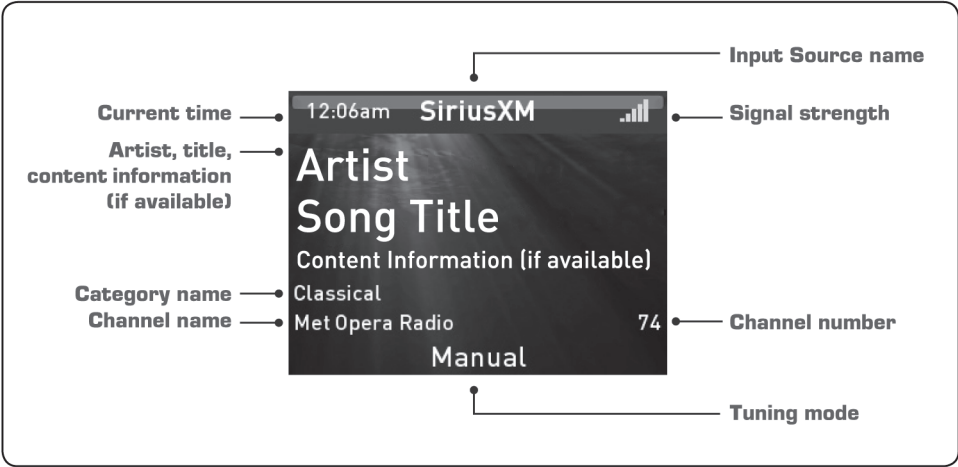 Input Source name
Current time
12:06am SiriusXM
Signal strength
Artist, title,
content information
(if available)
Artist
Song Title
Content Information (if available)
Category name
Classical
Channel name
Met Opera Radio 74
Channel number
Manual
Tuning mode